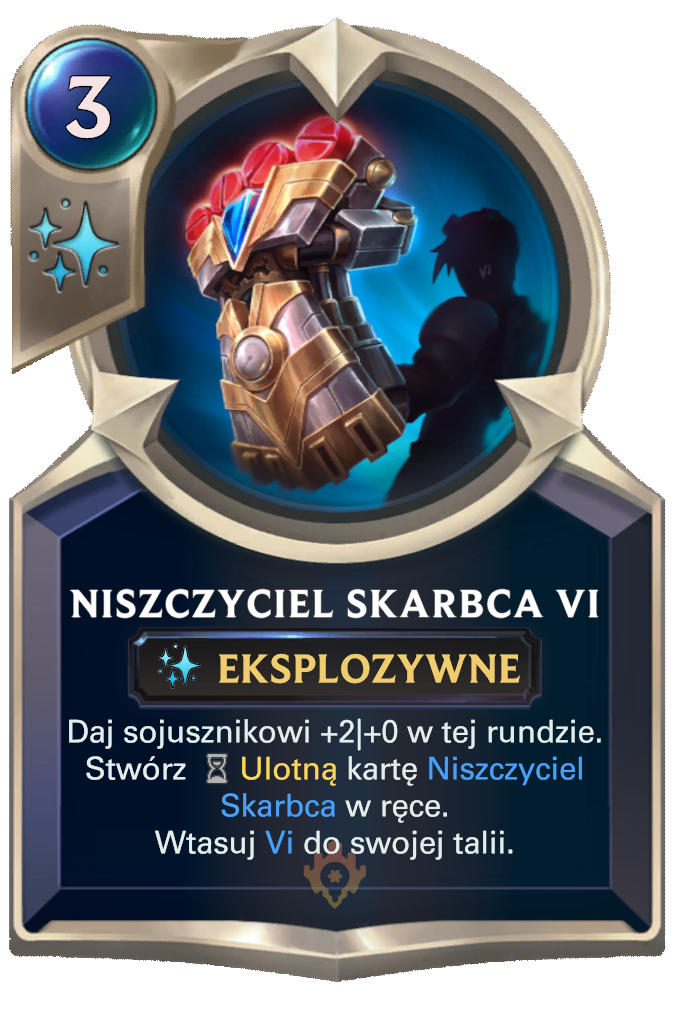 3
VI
NISZCZYCIEL SKARBCA VI
EKSPLOZYWNE
Daj sojusznikowi +2|+0 w tej rundzie.
Stwórz Ulotną kartę Niszczyciel
Skarbca w ręce.
Wtasuj Vi do swojej talii.